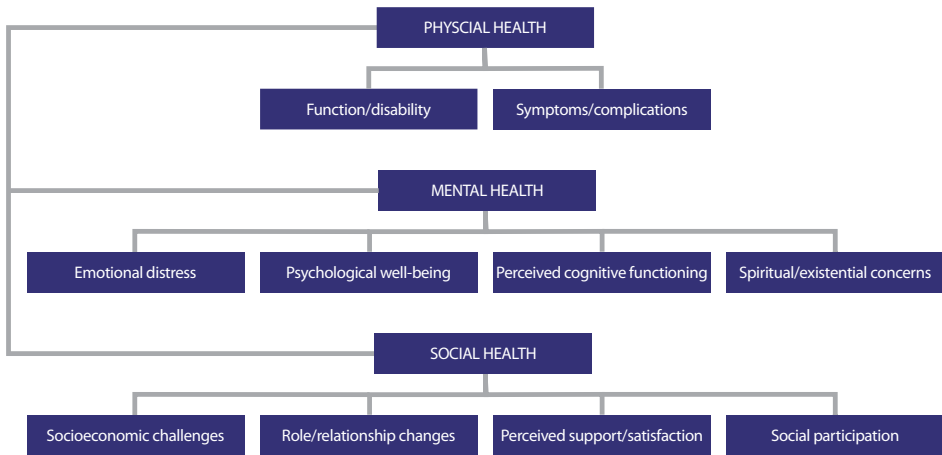 PHYSCIAL HEALTH
Function/disability
Symptoms/complications
MENTAL HEALTH
Emotional distress
Psychological well-being
Perceived cognitive functioning
Spiritual/existential concerns
SOCIAL HEALTH
Socioeconomic challenges
Role/relationship changes
Perceived support/satisfaction
Social participation